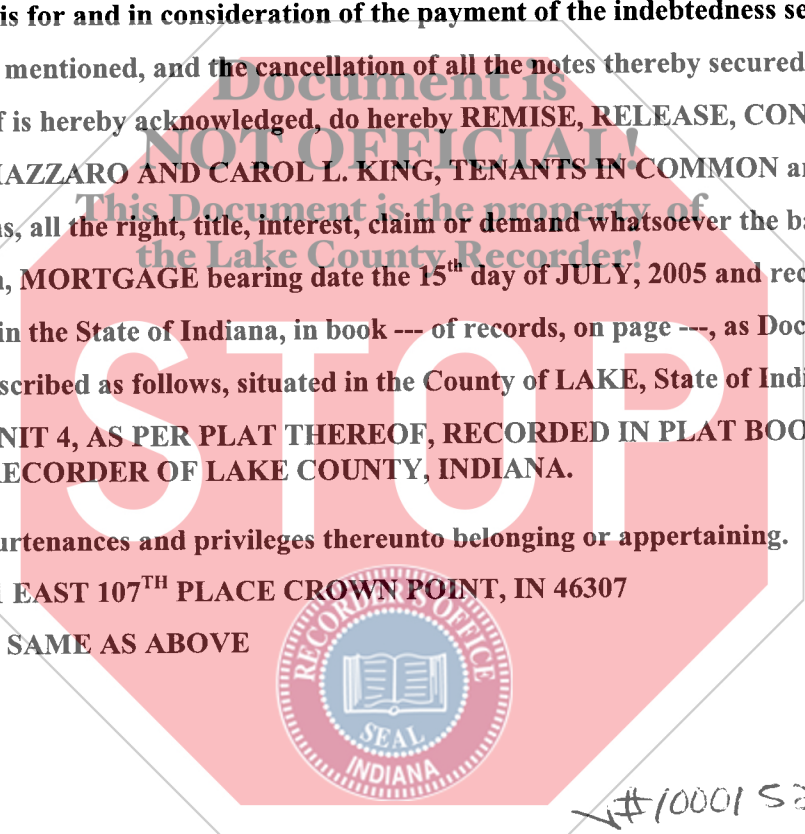 is for and in consideration of the payment of the indebtedness se
mentioned, and the cancellation of all the notes thereby secured
f is hereby acknowledged, do hereby REMISE, RELEASE, CON
IAZZARO AND CAROL L. KING, TENANTS IN COMMON a
s, all the right, title, interest, claim or demand whatsoever the b
, MORTGAGE bearing date the 15th day of JULY, 2005 and rec
in the State of Indiana, in book --- of records, on page ---, as Doc
scribed as follows, situated in the County of LAKE, State of Indi
NIT 4, AS PER PLAT THEREOF, RECORDED IN PLAT BOO
RECORDER OF LAKE COUNTY, INDIANA.
urtenances and privileges thereunto belonging or appertaining.
EAST 107TH PLACE CROWN POINT, IN 46307
SAME AS ABOVE
Document is
NOT OFFICIAL!
This Document is the property of
the Lake County Recorder!
STOP
RECORDER'S OFFICE
SEAL
INDIANA
#10001 S